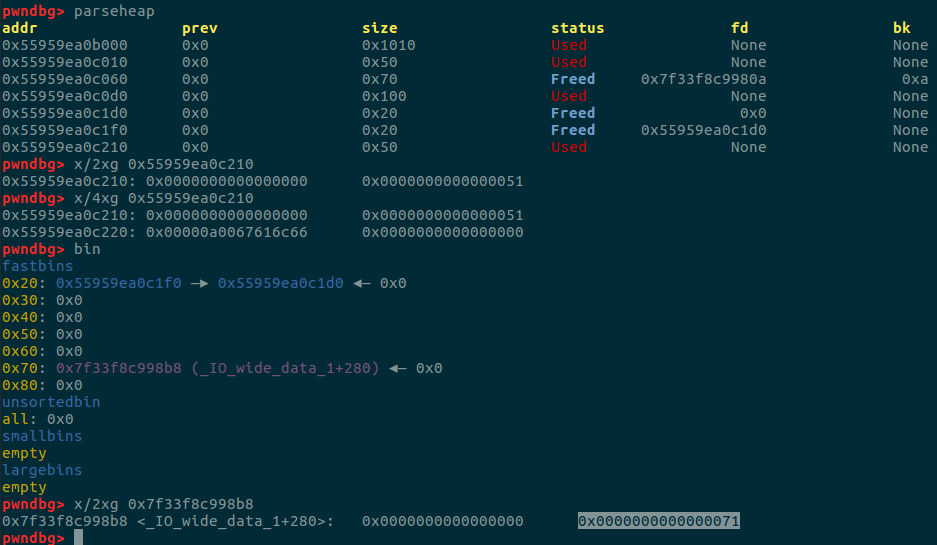 pwndbg> parseheap
addr prev size status fd bk
0x55959ea0b000 0x0 0x1010 Used None None
0x55959ea0c010 0x0 0x50 Used None None
0x55959ea0c060 0x0 0x70 Freed 0x7f33f8c9980a 0xa
0x55959ea0c0d0 0x0 0x100 Used None None
0x55959ea0c1d0 0x0 0x20 Freed 0x0 None
0x55959ea0c1f0 0x0 0x20 Freed 0x55959ea0c1d0 None
0x55959ea0c210 0x0 0x50 Used None None
pwndbg> x/2xg 0x55959ea0c210
0x55959ea0c210: 0x0000000000000000 0x0000000000000051
pwndbg> x/4xg 0x55959ea0c210
0x55959ea0c210: 0x0000000000000000 0x0000000000000051
0x55959ea0c220: 0x00000a0067616c66 0x0000000000000000
pwndbg> bin
fastbins
0x20: 0x55959ea0c1f0 —▸ 0x55959ea0c1d0 ◂— 0x0
0x30: 0x0
0x40: 0x0
0x50: 0x0
0x60: 0x0
0x70: 0x7f33f8c998b8 (_IO_wide_data_1+280) ◂— 0x0
0x80: 0x0
unsortedbin
all: 0x0
smallbins
empty
largebins
empty
pwndbg> x/2xg 0x7f33f8c998b8
0x7f33f8c998b8 <_IO_wide_data_1+280>: 0x0000000000000000 0x0000000000000071
pwndbg>